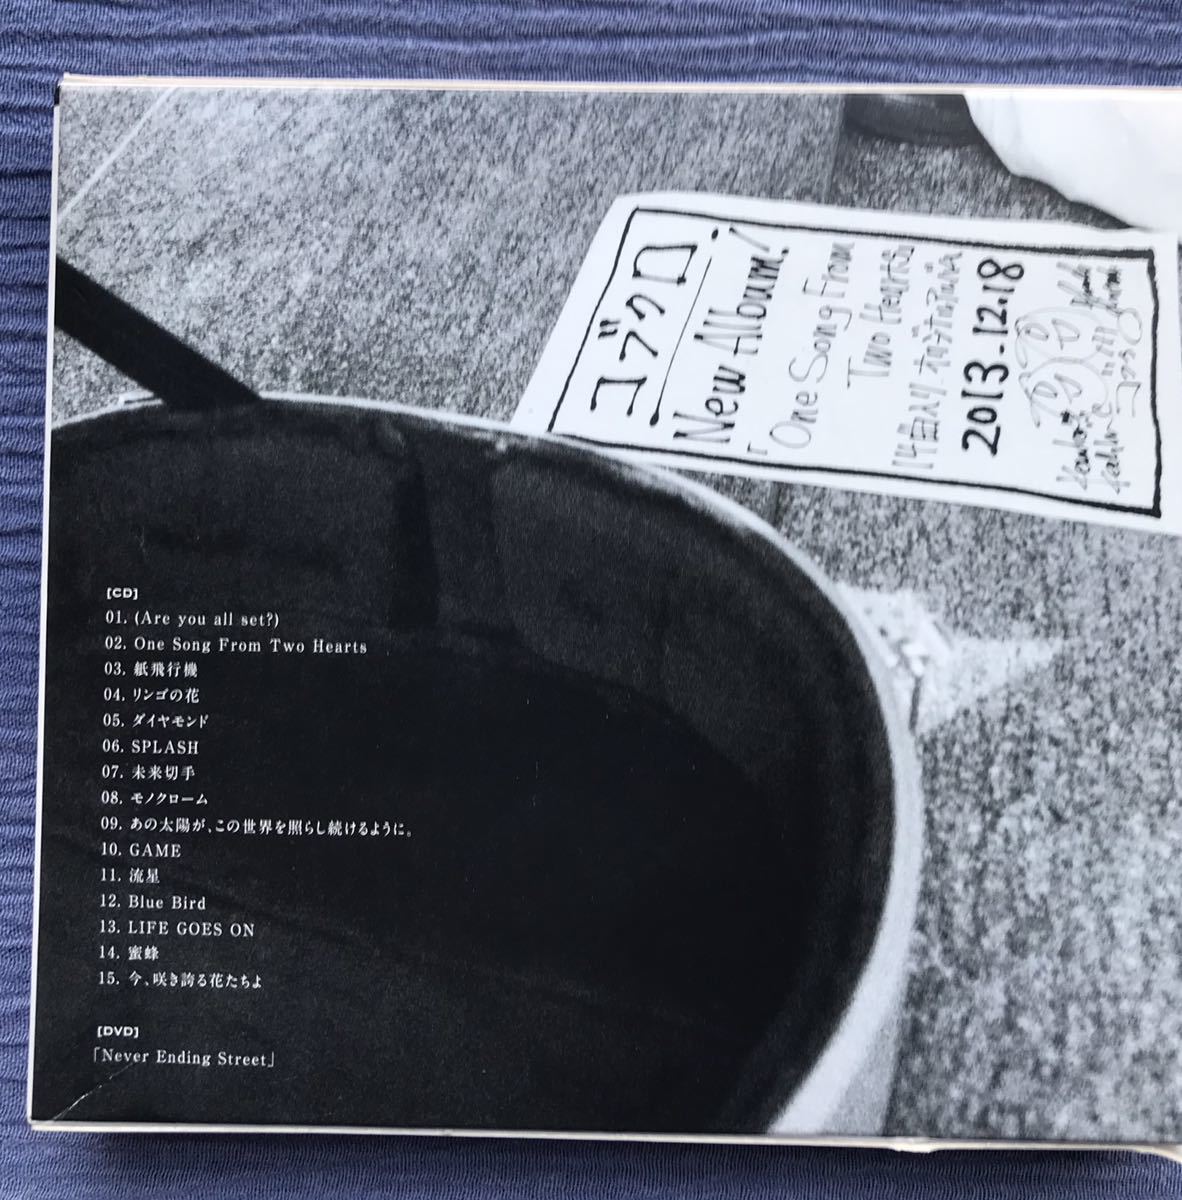 コブクロ
New Album!
「One Song From
Two Hearts」
2013.12.18
[CD]
01. (Are you all set?)
02. One Song From Two Hearts
03. 紙飛行機
04. リンゴの花
05. ダイヤモンド
06. SPLASH
07. 未来切手
08. モノクローム
09. あの太陽が、この世界を照らし続けるように。
10. GAME
11. 流星
12. Blue Bird
13. LIFE GOES ON
14. 蜜蜂
15. 今、咲き誇る花たちよ
[DVD]
「Never Ending Street」